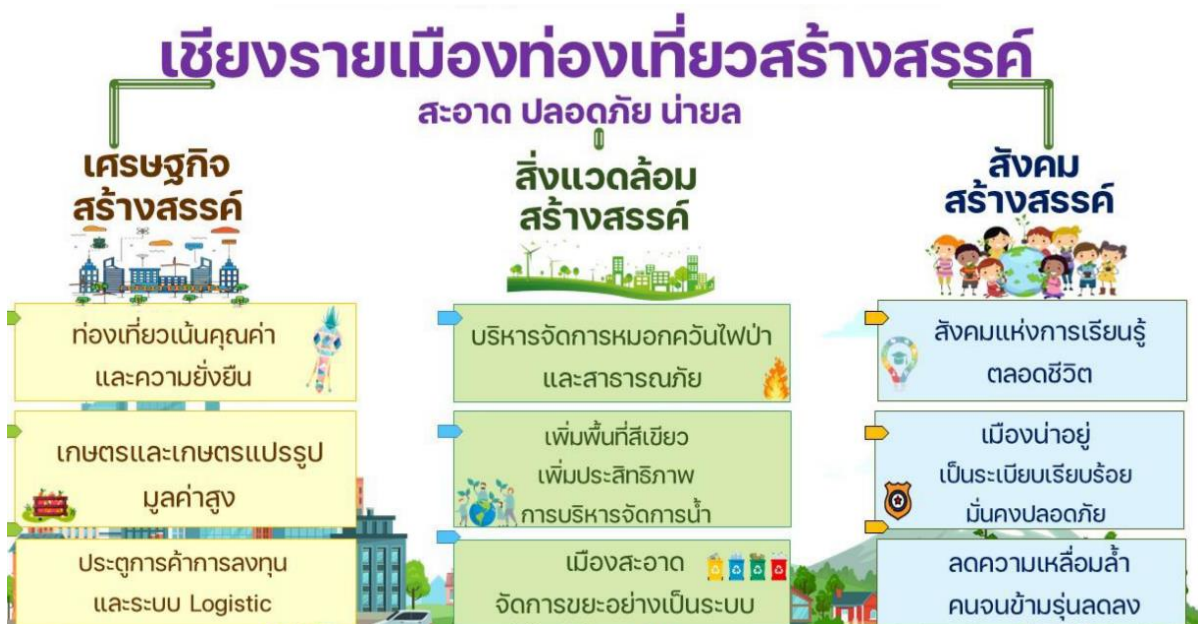 เชียงรายเมืองท่องเที่ยวสร้างสรรค์
สะอาด ปลอดภัย น่ายล
เศรษฐกิจ
สร้างสรรค์
ท่องเที่ยวเน้นคุณค่า
และความยั่งยืน
เกษตรและเกษตรแปรรูป
มูลค่าสูง
ประตูการค้าการลงทุน
และระบบ Logistic
สิ่งแวดล้อม
สร้างสรรค์
บริหารจัดการหมอกควันไฟป่า
และสาธารณภัย
เพิ่มพื้นที่สีเขียว
เพิ่มประสิทธิภาพ
การบริหารจัดการน้ำ
เมืองสะอาด
จัดการขยะอย่างเป็นระบบ
สังคม
สร้างสรรค์
สังคมแห่งการเรียนรู้
ตลอดชีวิต
เมืองน่าอยู่
เป็นระเบียบเรียบร้อย
มั่นคงปลอดภัย
ลดความเหลื่อมล้ำ
คนจนข้ามรุ่นลดลง